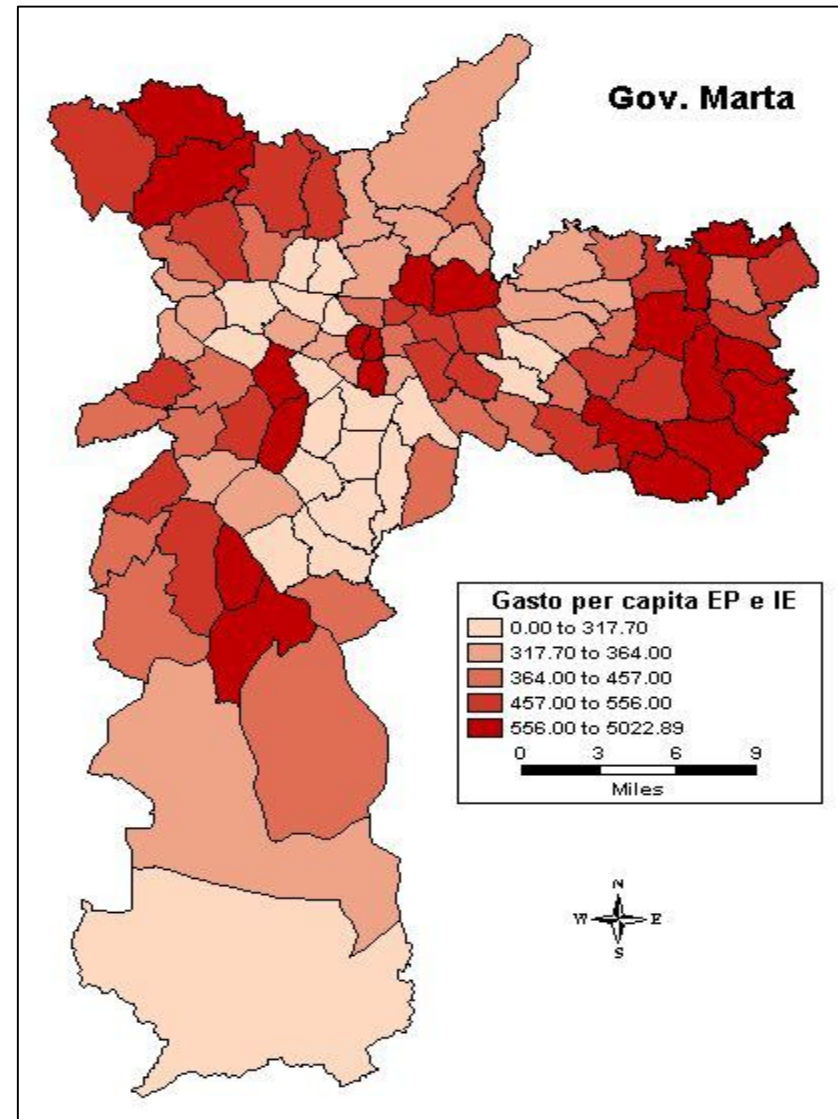 Gov. Marta
Gasto per capita EP e IE
0.00 to 317.70
317.70 to 364.00
364.00 to 457.00
457.00 to 556.00
556.00 to 5022.89
0 3 6 9
Miles
N
W E
S